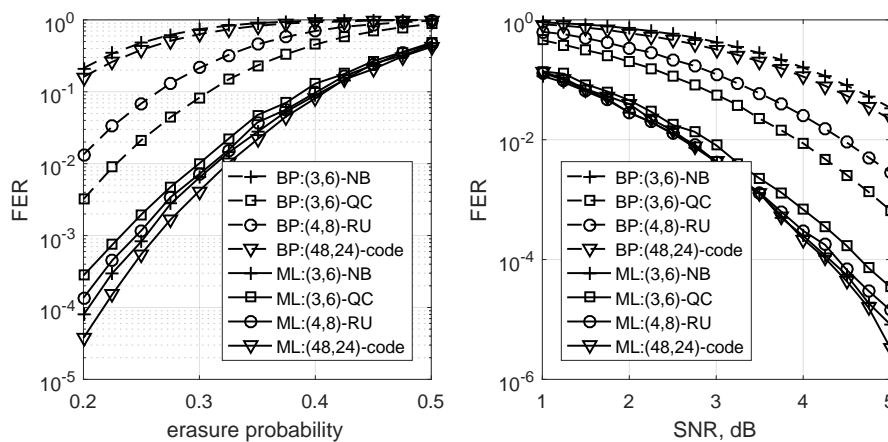 10^0
10^-1
10^-2
10^-3
10^-4
10^-5
FER
0.2 0.3 0.4 0.5
erasure probability
BP:(3,6)-NB
BP:(3,6)-QC
BP:(4,8)-RU
BP:(48,24)-code
ML:(3,6)-NB
ML:(3,6)-QC
ML:(4,8)-RU
ML:(48,24)-code
10^0
10^-2
10^-4
10^-6
FER
1 2 3 4 5
SNR, dB
BP:(3,6)-NB
BP:(3,6)-QC
BP:(4,8)-RU
BP:(48,24)-code
ML:(3,6)-NB
ML:(3,6)-QC
ML:(4,8)-RU
ML:(48,24)-code